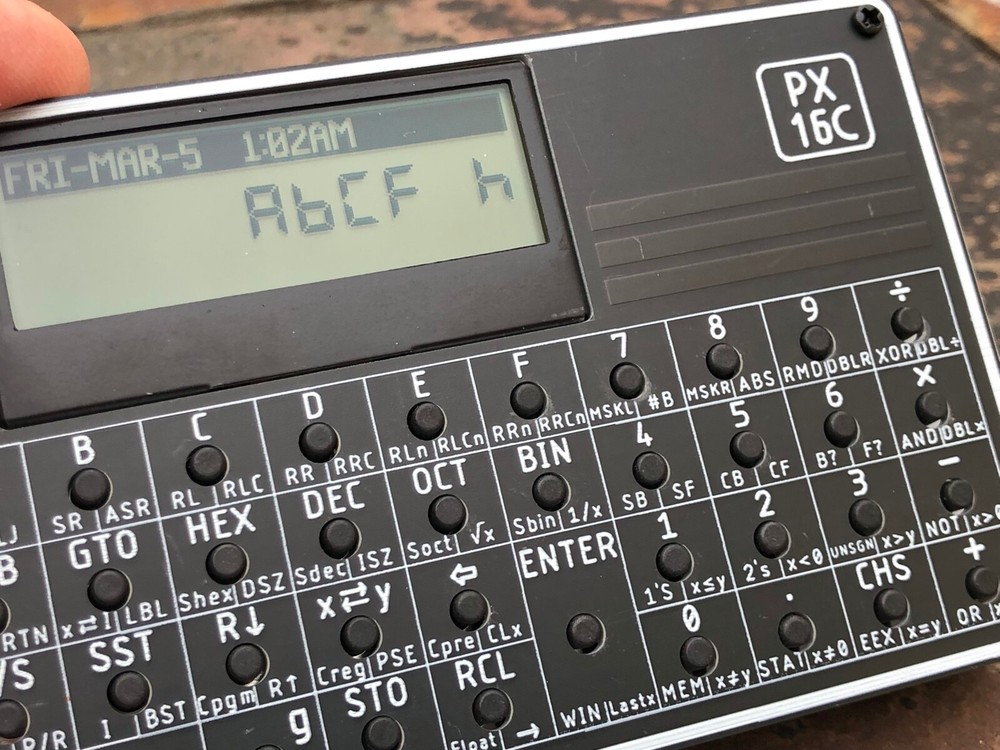 FRI-MAR-5 1:02AM
AbCF h
PX
16C
B C D E F 7 8 9 ÷
LJ SR ASR RL RLC RR RRC RLn RLCn RRn RRCn MSKL #B MSKR ABS RMD DBLR XOR DBL÷
B GTO HEX DEC OCT BIN 4 5 6 ×
RTN x⇄I LBL Shex DSZ Sdec ISZ Soct √x Sbin 1/x SB SF CB CF B? F? AND DBLx
/S SST R↓ x⇄y ⇦ ENTER 1 2 3 −
P/R I BST Cpgm R↑ Creg PSE Cpre CLx 1'S x≤y 2's x<0 UNSGN x>y NOT x>0
g STO RCL 0 . CHS +
Float → WIN Lastx MEM x≠y STAT x≠0 EEX x=y OR